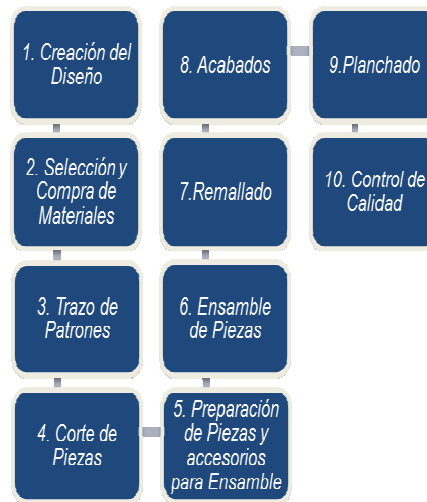 1. Creación del
Diseño
2. Selección y
Compra de
Materiales
3. Trazo de
Patrones
4. Corte de
Piezas
5. Preparación
de Piezas y
accesorios
para Ensamble
6. Ensamble
de Piezas
7.Remallado
8. Acabados
9.Planchado
10. Control de
Calidad